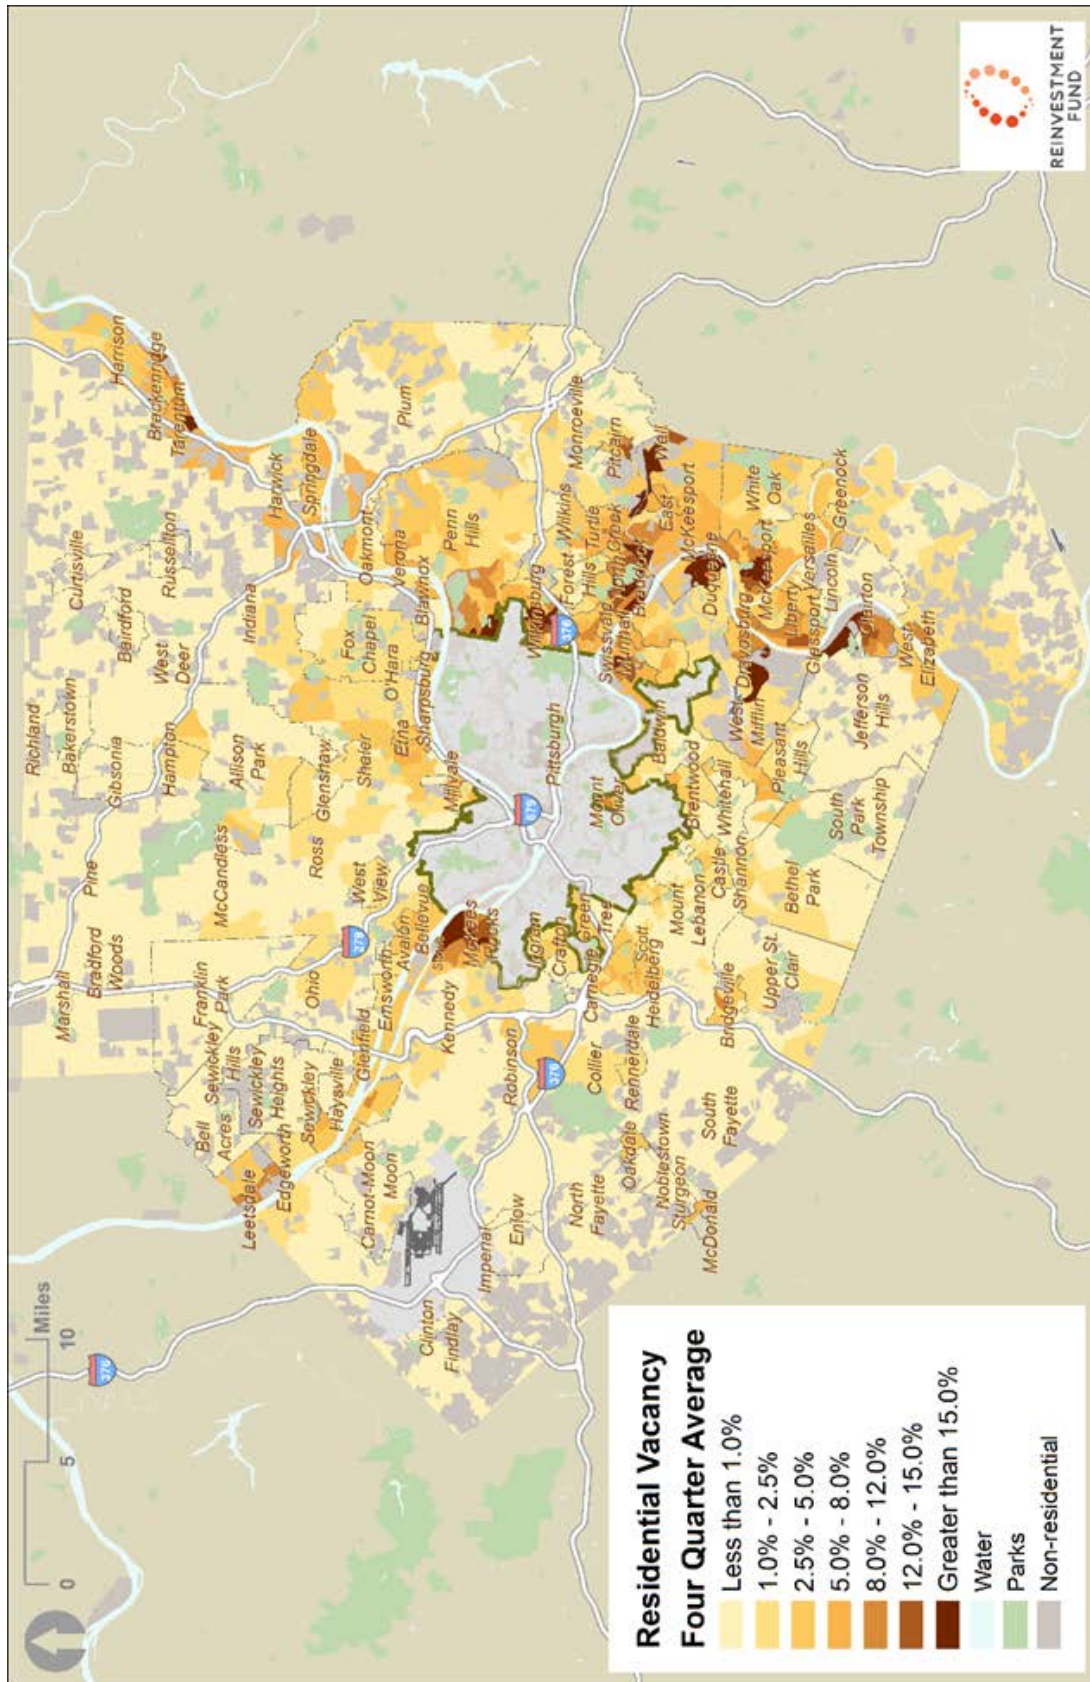 0
5
10
Miles
376
Residential Vacancy
Four Quarter Average
Less than 1.0%
1.0% - 2.5%
2.5% - 5.0%
5.0% - 8.0%
8.0% - 12.0%
12.0% - 15.0%
Greater than 15.0%
Water
Parks
Non-residential
REINVESTMENT
FUND
Marshall
Pine
Richland
Bradford
Woods
Gibsonia
Bakerstown
Bairdford
Curtisville
Harrison
Brackenridge
Tarentum
West
Deer
Russellton
Hampton
Bell
Acres
Sewickley
Hills
Franklin
Park
McCandless
Allison
Park
Indiana
Harwick
Springdale
Leetsdale
Sewickley
Heights
Edgeworth
Sewickley
Ohio
Ross
Glenshaw
Fox
Chapel
Haysville
Glenfield
279
West
View
Shaler
O'Hara
Oakmont
Plum
Emsworth
Avalon
Bellevue
Etna
Verona
Carnot-Moon
Moon
Millvale
Sharpsburg
Blawnox
Penn
Hills
Clinton
Findlay
Kennedy
McKees
Rocks
Imperial
Enlow
Robinson
376
Ingram
Crafton
Green
Tree
579
Pittsburgh
376
Forest
Hills
Wilkins
Monroeville
North
Fayette
Collier
Carnegie
Mount
Oliver
Turtle
Creek
Pitcairn
Wall
Oakdale
Rennerdale
Scott
Heidelberg
Noblestown
Sturgeon
McDonald
Mount
Lebanon
Brentwood
Baldwin
East
McKeesport
South
Fayette
Bridgeville
Castle
Shannon
Whitehall
West
Mifflin
Dravosburg
Duquesne
McKeesport
White
Oak
Upper St.
Clair
Bethel
Park
Pleasant
Hills
Liberty
Versailles
Glassport
Lincoln
Greenock
South
Park
Township
Jefferson
Hills
Clairton
West
Elizabeth